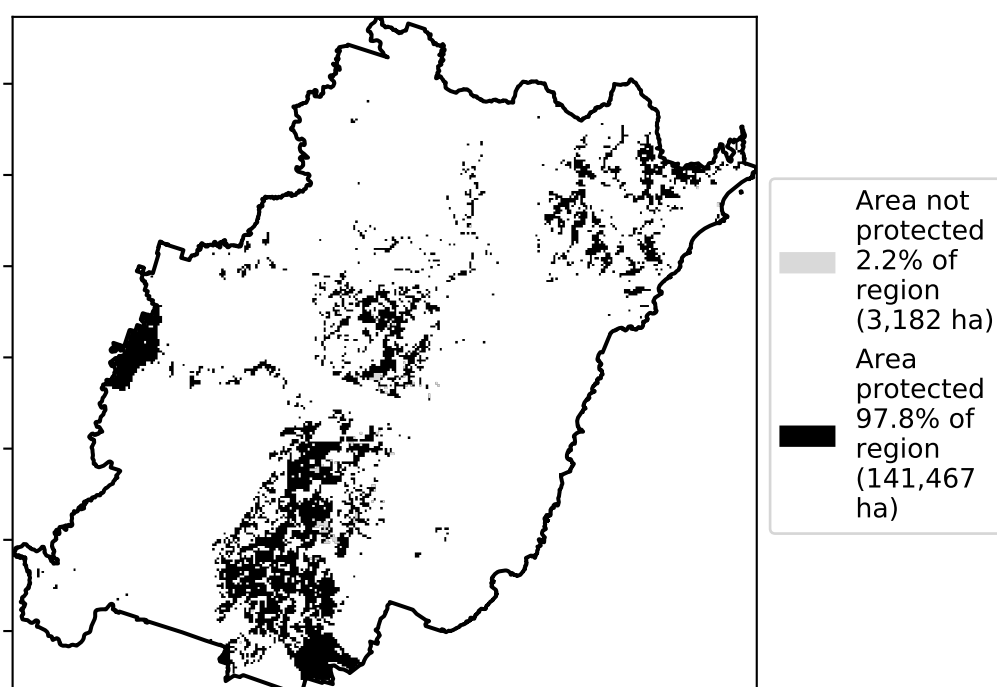 Area not
protected
2.2% of
region
(3,182 ha)
Area
protected
97.8% of
region
(141,467
ha)